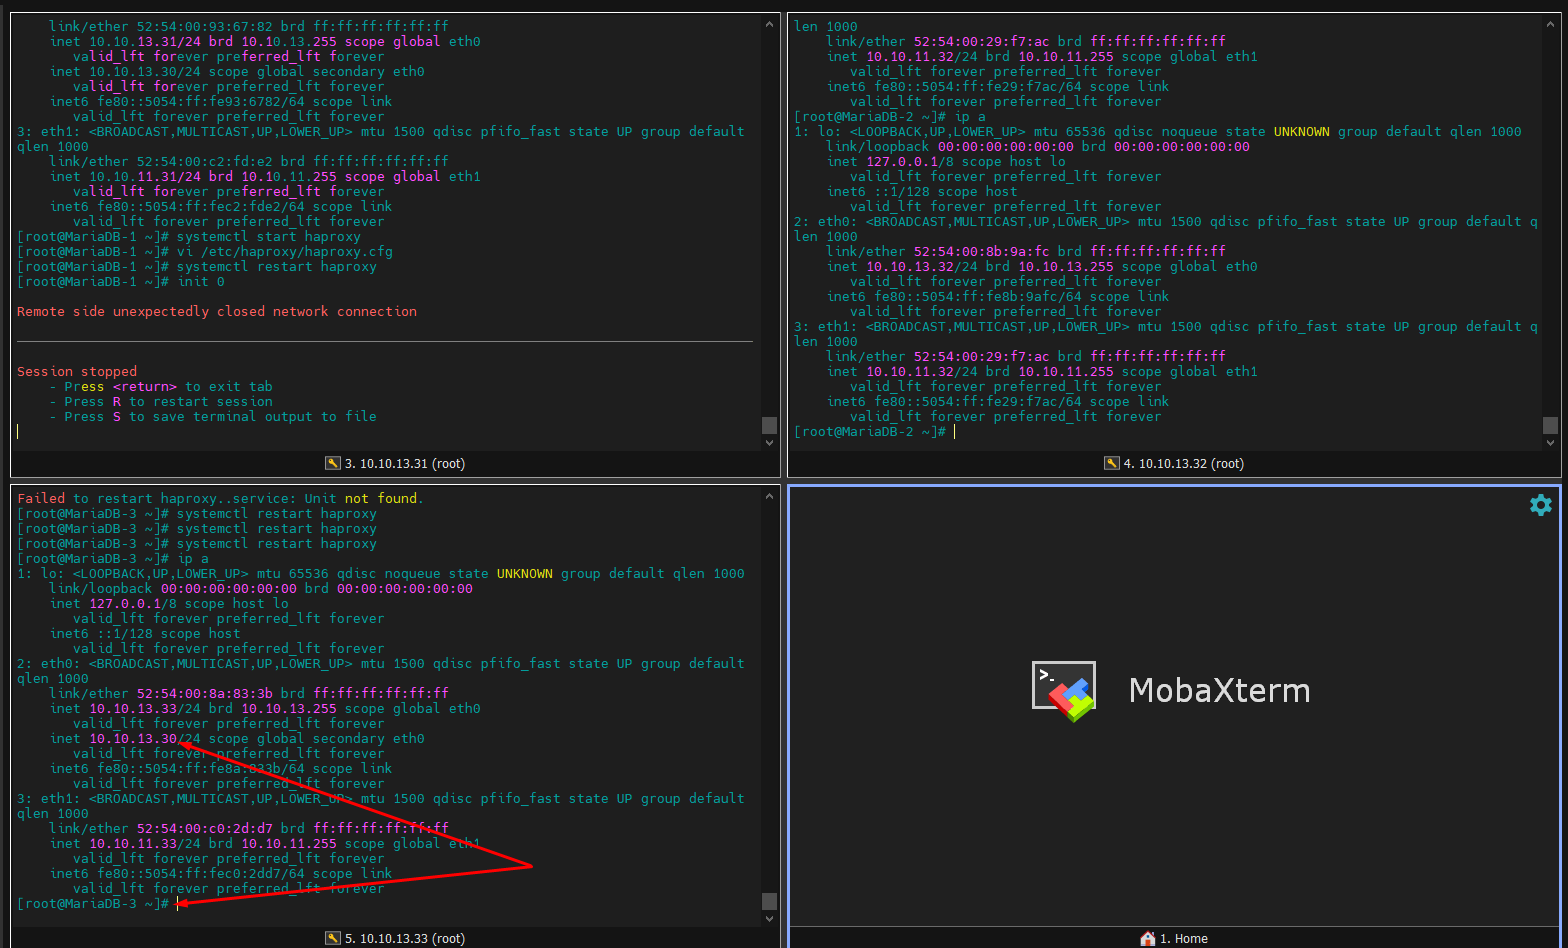 link/ether 52:54:00:93:67:82 brd ff:ff:ff:ff:ff:ff
inet 10.10.13.31/24 brd 10.10.13.255 scope global eth0
valid_lft forever preferred_lft forever
inet 10.10.13.30/24 scope global secondary eth0
valid_lft forever preferred_lft forever
inet6 fe80::5054:ff:fe93:6782/64 scope link
valid_lft forever preferred_lft forever
3: eth1: <BROADCAST,MULTICAST,UP,LOWER_UP> mtu 1500 qdisc pfifo_fast state UP group default
qlen 1000
link/ether 52:54:00:c2:fd:e2 brd ff:ff:ff:ff:ff:ff
inet 10.10.11.31/24 brd 10.10.11.255 scope global eth1
valid_lft forever preferred_lft forever
inet6 fe80::5054:ff:fec2:fde2/64 scope link
valid_lft forever preferred_lft forever
[root@MariaDB-1 ~]# systemctl start haproxy
[root@MariaDB-1 ~]# vi /etc/haproxy/haproxy.cfg
[root@MariaDB-1 ~]# systemctl restart haproxy
[root@MariaDB-1 ~]# init 0
Remote side unexpectedly closed network connection
Session stopped
- Press <return> to exit tab
- Press R to restart session
- Press S to save terminal output to file
3. 10.10.13.31 (root)
len 1000
link/ether 52:54:00:29:f7:ac brd ff:ff:ff:ff:ff:ff
inet 10.10.11.32/24 brd 10.10.11.255 scope global eth1
valid_lft forever preferred_lft forever
inet6 fe80::5054:ff:fe29:f7ac/64 scope link
valid_lft forever preferred_lft forever
[root@MariaDB-2 ~]# ip a
1: lo: <LOOPBACK,UP,LOWER_UP> mtu 65536 qdisc noqueue state UNKNOWN group default qlen 1000
link/loopback 00:00:00:00:00:00 brd 00:00:00:00:00:00
inet 127.0.0.1/8 scope host lo
valid_lft forever preferred_lft forever
inet6 ::1/128 scope host
valid_lft forever preferred_lft forever
2: eth0: <BROADCAST,MULTICAST,UP,LOWER_UP> mtu 1500 qdisc pfifo_fast state UP group default q
len 1000
link/ether 52:54:00:8b:9a:fc brd ff:ff:ff:ff:ff:ff
inet 10.10.13.32/24 brd 10.10.13.255 scope global eth0
valid_lft forever preferred_lft forever
inet6 fe80::5054:ff:fe8b:9afc/64 scope link
valid_lft forever preferred_lft forever
3: eth1: <BROADCAST,MULTICAST,UP,LOWER_UP> mtu 1500 qdisc pfifo_fast state UP group default q
len 1000
link/ether 52:54:00:29:f7:ac brd ff:ff:ff:ff:ff:ff
inet 10.10.11.32/24 brd 10.10.11.255 scope global eth1
valid_lft forever preferred_lft forever
inet6 fe80::5054:ff:fe29:f7ac/64 scope link
valid_lft forever preferred_lft forever
[root@MariaDB-2 ~]#
4. 10.10.13.32 (root)
Failed to restart haproxy..service: Unit not found.
[root@MariaDB-3 ~]# systemctl restart haproxy
[root@MariaDB-3 ~]# systemctl restart haproxy
[root@MariaDB-3 ~]# systemctl restart haproxy
[root@MariaDB-3 ~]# ip a
1: lo: <LOOPBACK,UP,LOWER_UP> mtu 65536 qdisc noqueue state UNKNOWN group default qlen 1000
link/loopback 00:00:00:00:00:00 brd 00:00:00:00:00:00
inet 127.0.0.1/8 scope host lo
valid_lft forever preferred_lft forever
inet6 ::1/128 scope host
valid_lft forever preferred_lft forever
2: eth0: <BROADCAST,MULTICAST,UP,LOWER_UP> mtu 1500 qdisc pfifo_fast state UP group default
qlen 1000
link/ether 52:54:00:8a:83:3b brd ff:ff:ff:ff:ff:ff
inet 10.10.13.33/24 brd 10.10.13.255 scope global eth0
valid_lft forever preferred_lft forever
inet 10.10.13.30/24 scope global secondary eth0
valid_lft forever preferred_lft forever
inet6 fe80::5054:ff:fe8a:833b/64 scope link
valid_lft forever preferred_lft forever
3: eth1: <BROADCAST,MULTICAST,UP,LOWER_UP> mtu 1500 qdisc pfifo_fast state UP group default
qlen 1000
link/ether 52:54:00:c0:2d:d7 brd ff:ff:ff:ff:ff:ff
inet 10.10.11.33/24 brd 10.10.11.255 scope global eth1
valid_lft forever preferred_lft forever
inet6 fe80::5054:ff:fec0:2dd7/64 scope link
valid_lft forever preferred_lft forever
[root@MariaDB-3 ~]#
5. 10.10.13.33 (root)
>_
MobaXterm
1. Home